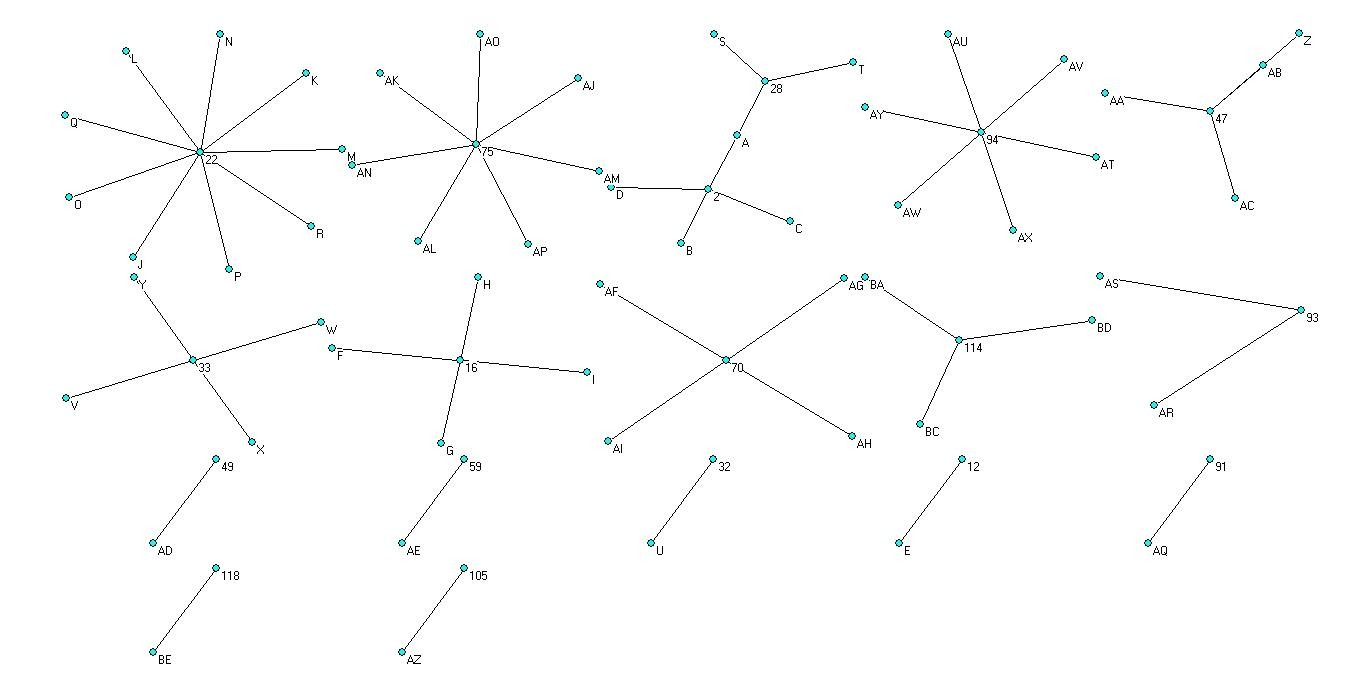 N
L
K
Q
22
M
O
R
J
P
AO
AK
AJ
75
AN
AM
AL
AP
S
T
28
A
D
2
C
B
AU
AV
AY
94
AT
AW
AX
Z
AB
AA
47
AC
Y
W
33
V
X
H
F
16
I
G
AF
AG
70
AI
AH
BA
BD
114
BC
AS
93
AR
49
AD
59
AE
32
U
12
E
91
AQ
118
BE
105
AZ